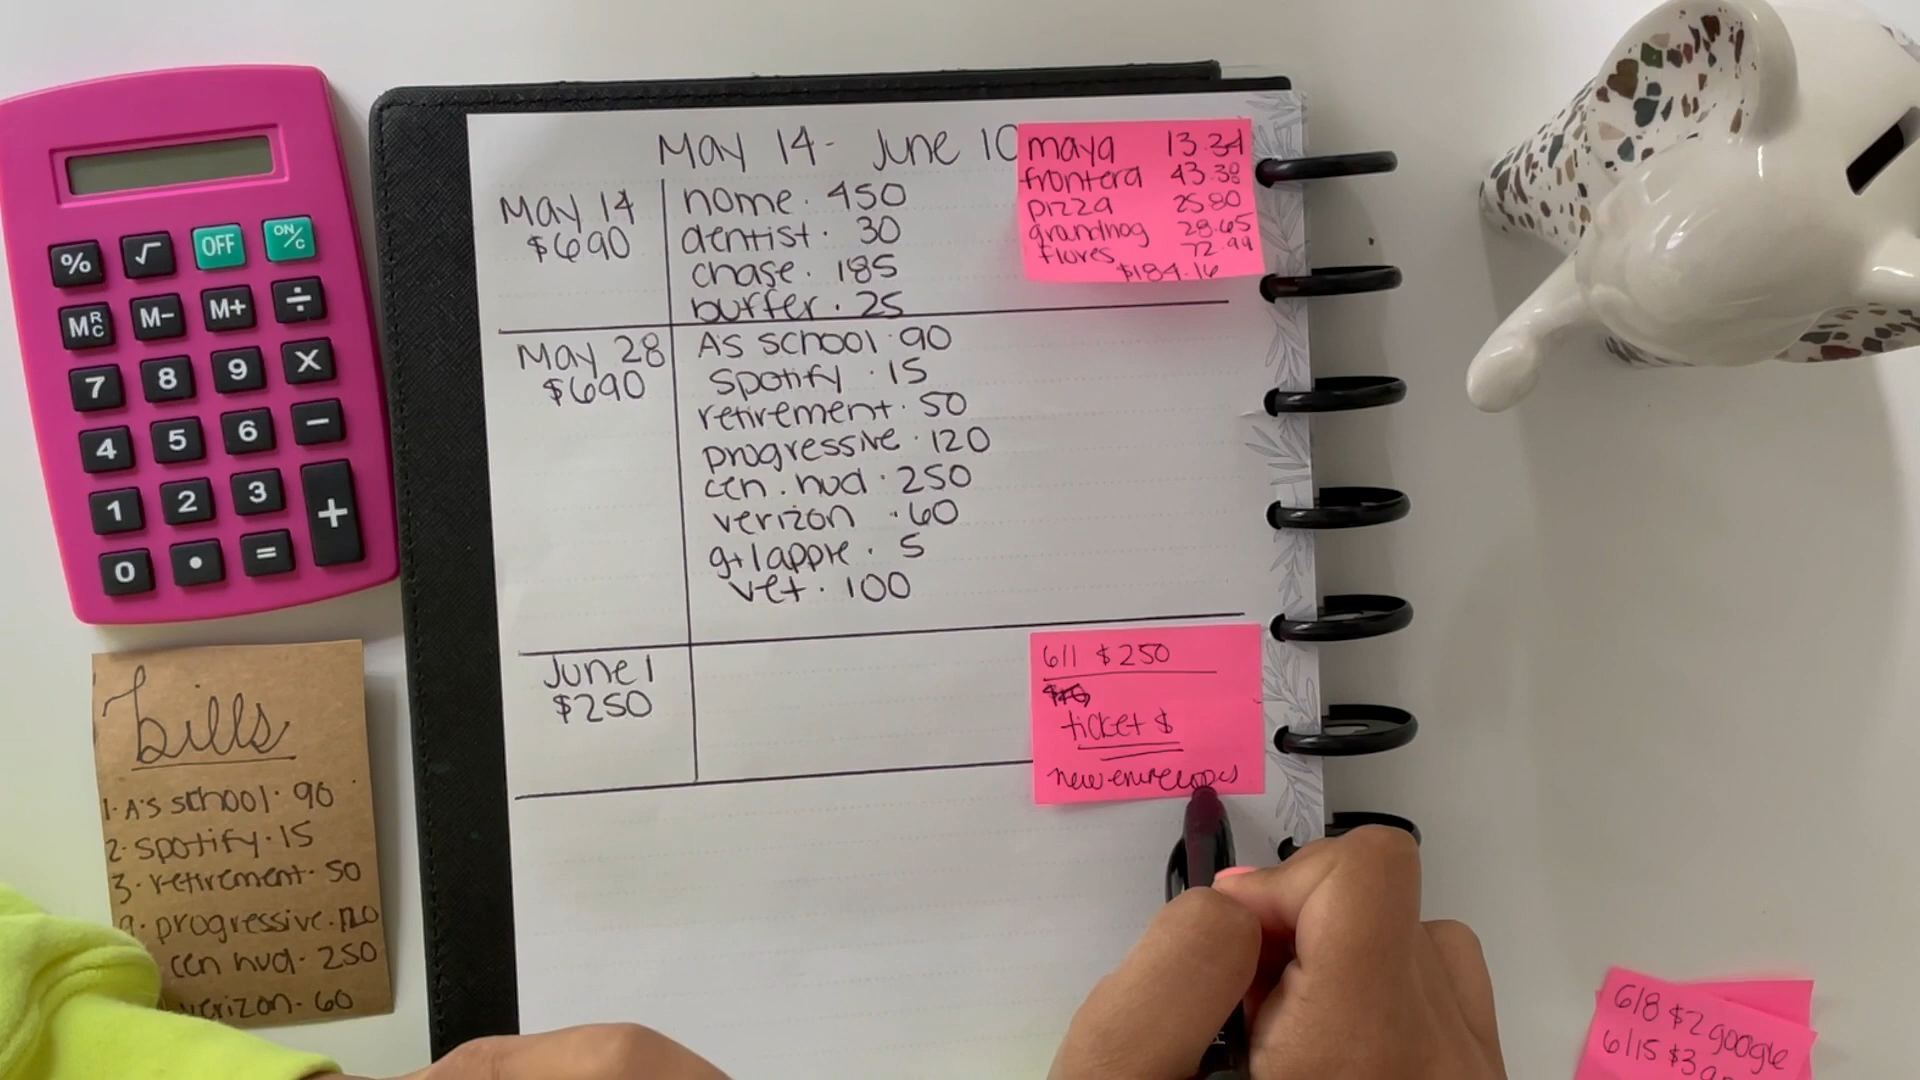 May 14 - June 10
May 14
$690
home. 450
dentist. 30
chase. 185
buffer. 25
maya 13.34
frontera 43.38
pizza 25.80
grandhog 28.65
flores 72.99
$184.16
May 28
$690
A's school. 90
spotify. 15
retirement. 50
progressive. 120
cen. hud. 250
verizon. 60
g+lapple. 5
vet. 100
June 1
$250
6/1 $250
ticket $
new envelopes
% √ OFF ON/C
MRC M- M+ ÷
7 8 9 X
4 5 6 −
1 2 3 +
0 • =
bills
1. A's school. 90
2. spotify. 15
3. retirement. 50
progressive. 120
cen hud. 250
verizon. 60
6/8 $2 google
6/15 $3